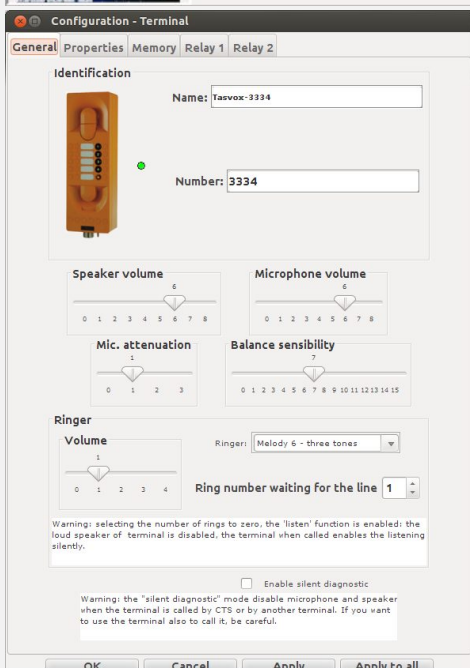 Configuration - Terminal
General Properties Memory Relay 1 Relay 2
Identification
Name: Tasvox-3334
Number: 3334
Speaker volume
6
0 1 2 3 4 5 6 7 8
Microphone volume
6
0 1 2 3 4 5 6 7 8
Mic. attenuation
1
0 1 2 3
Balance sensibility
7
0 1 2 3 4 5 6 7 8 9 10 11 12 13 14 15
Ringer
Volume
1
0 1 2 3 4
Ringer: Melody 6 - three tones
Ring number waiting for the line 1
Warning: selecting the number of rings to zero, the 'listen' function is enabled: the
loud speaker of terminal is disabled, the terminal when called enables the listening
silently.
Enable silent diagnostic
Warning: the "silent diagnostic" mode disable microphone and speaker
when the terminal is called by CTS or by another terminal. If you want
to use the terminal also to call it, be careful.
OK Cancel Apply Apply to all